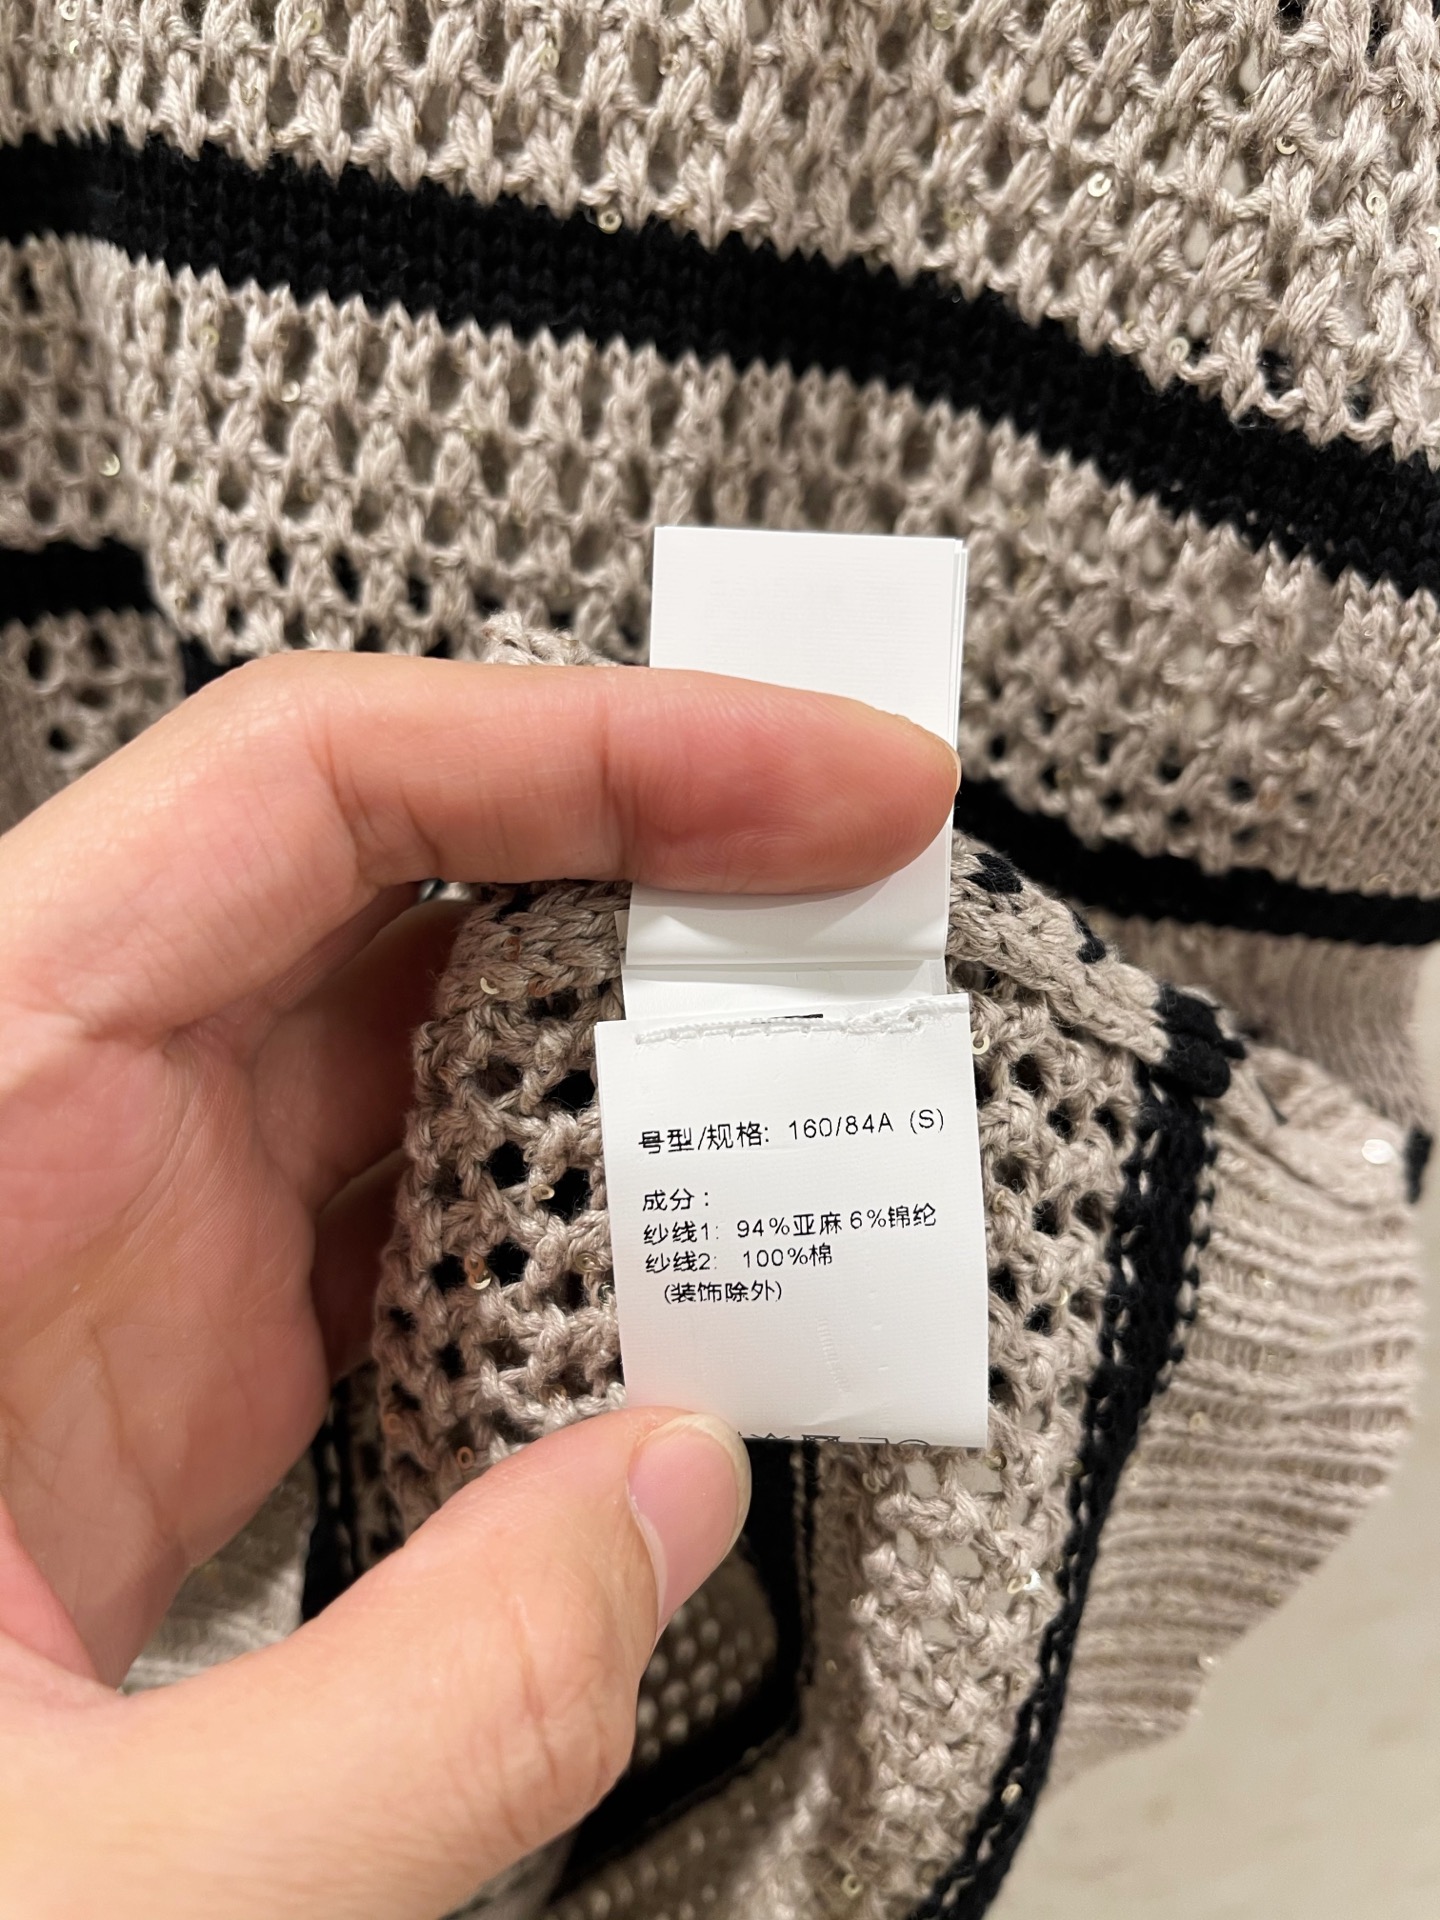 号型/规格: 160/84A (S)
成分:
纱线1: 94%亚麻 6%锦纶
纱线2: 100%棉
(装饰除外)